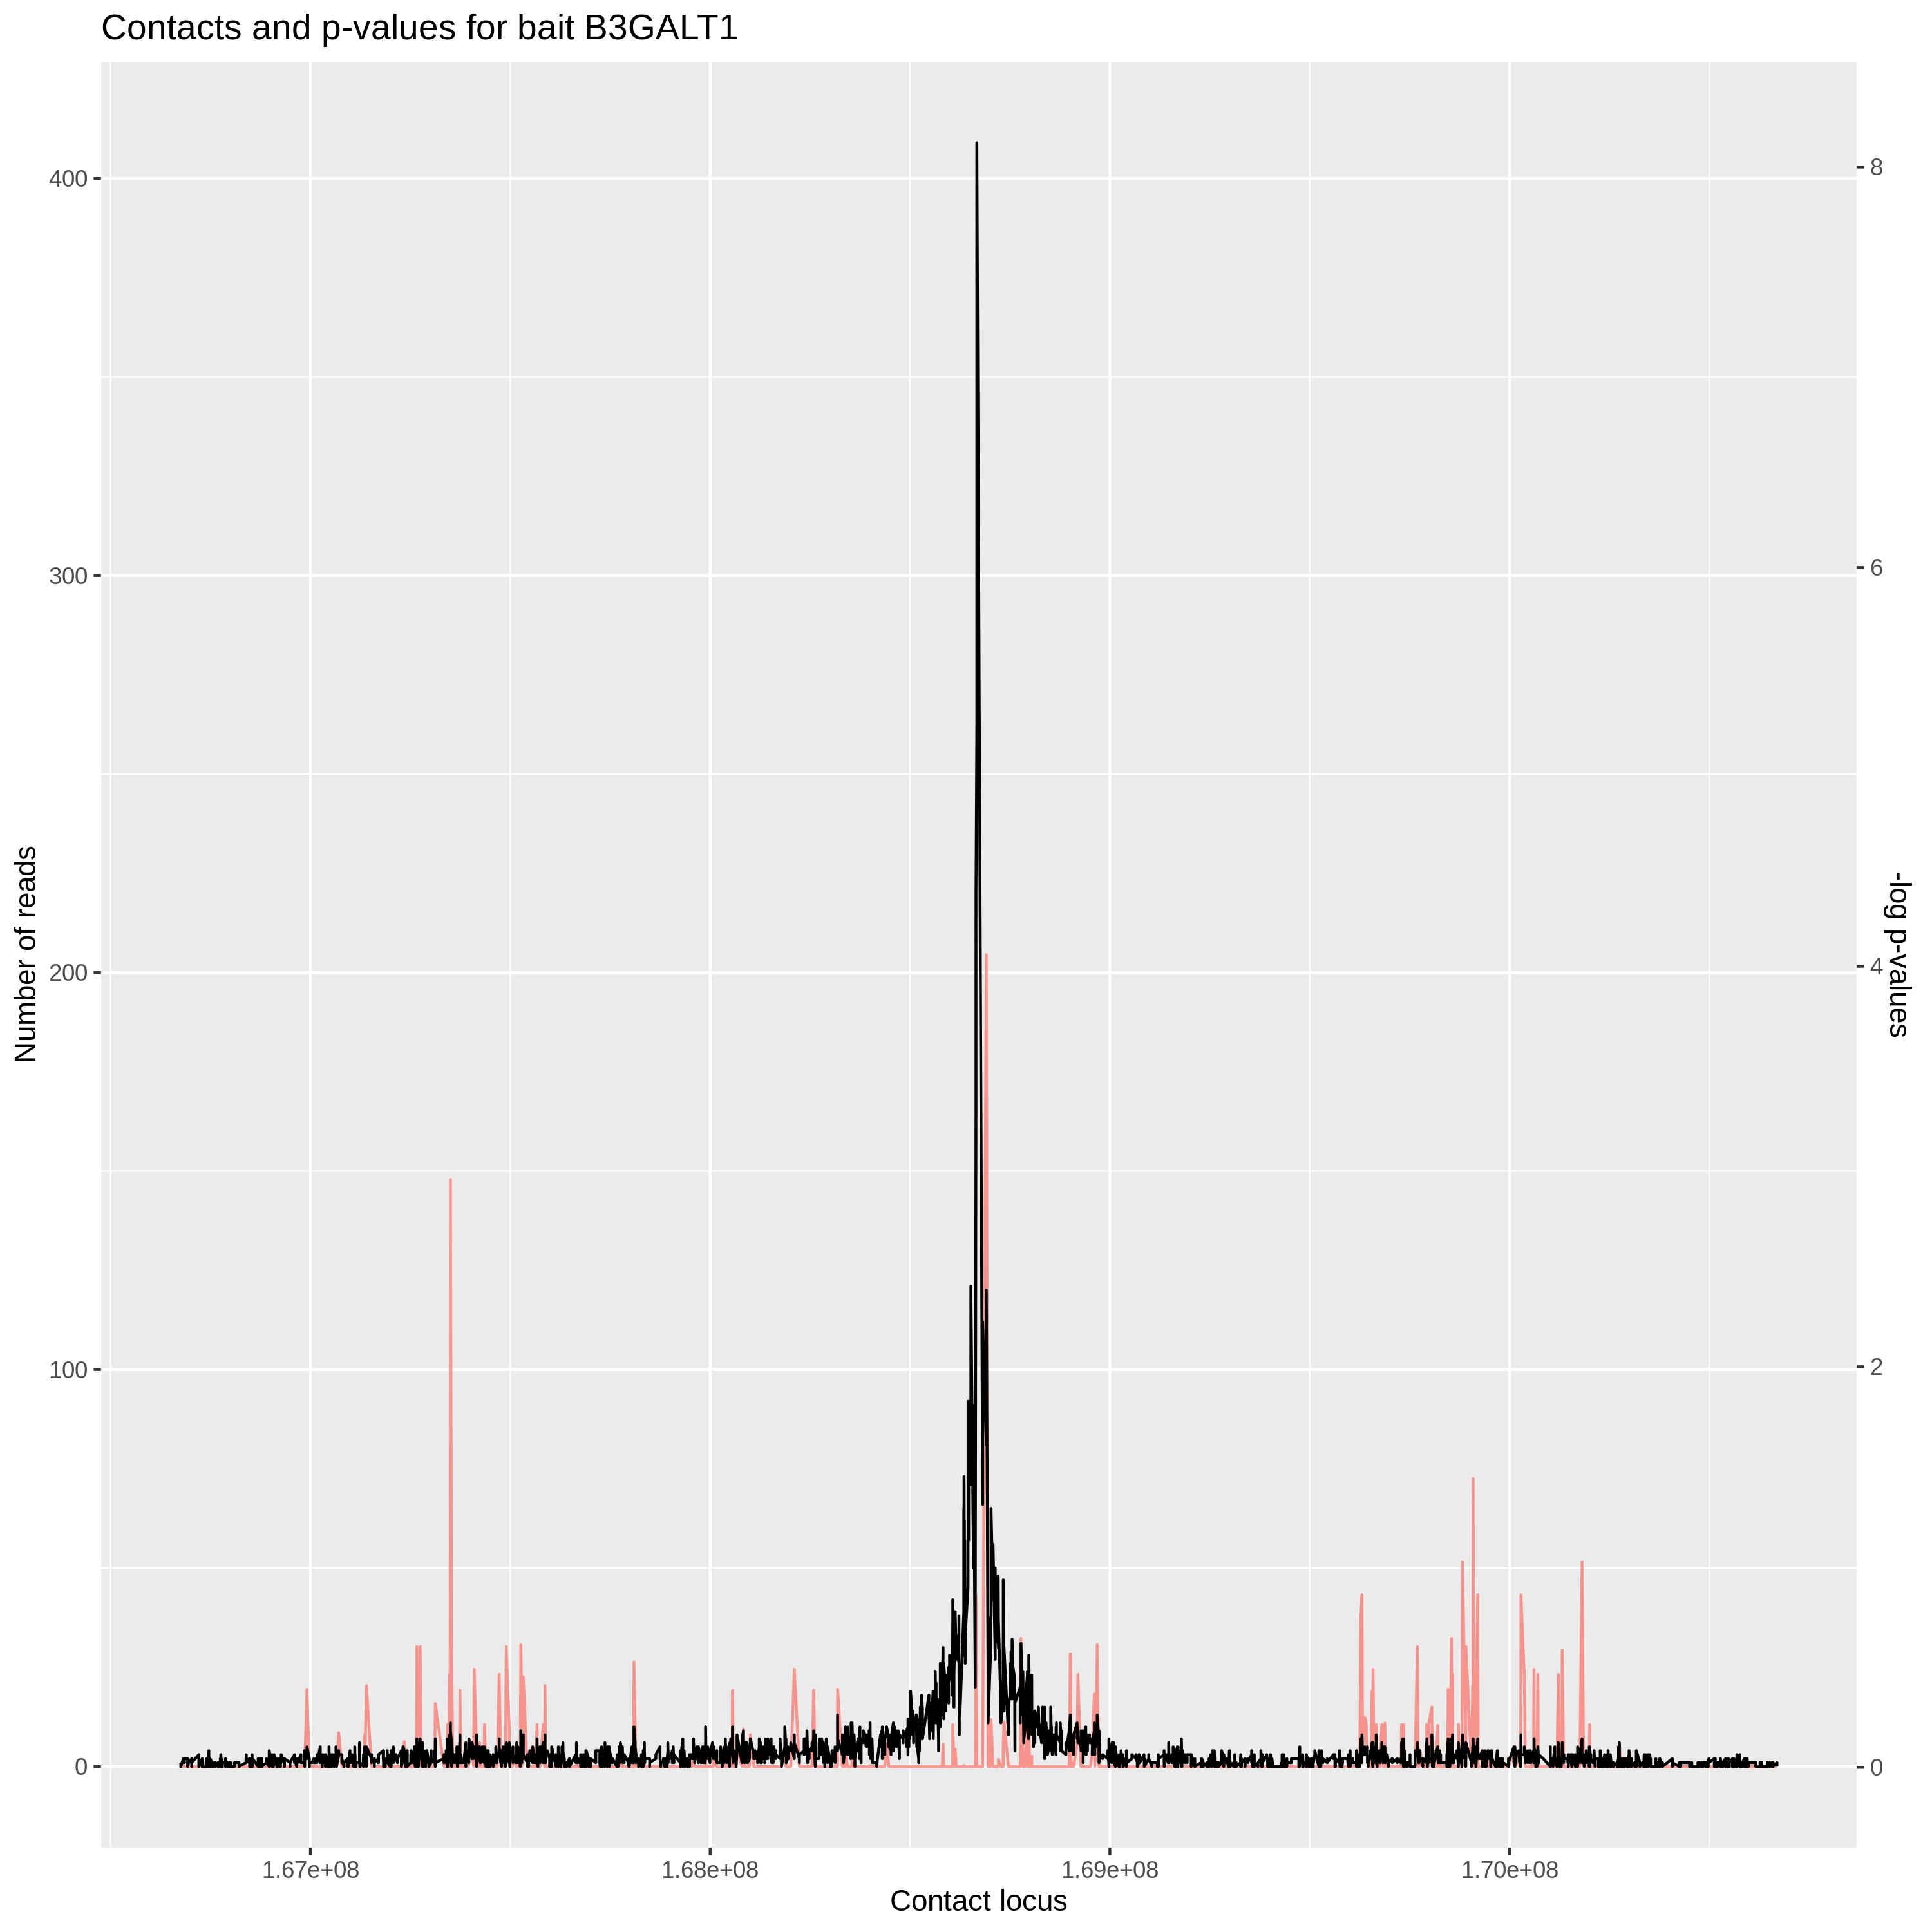 Contacts and p-values for bait B3GALT1
400
300
200
100
0
Number of reads
8
6
4
2
0
-log p-values
1.67e+08
1.68e+08
1.69e+08
1.70e+08
Contact locus